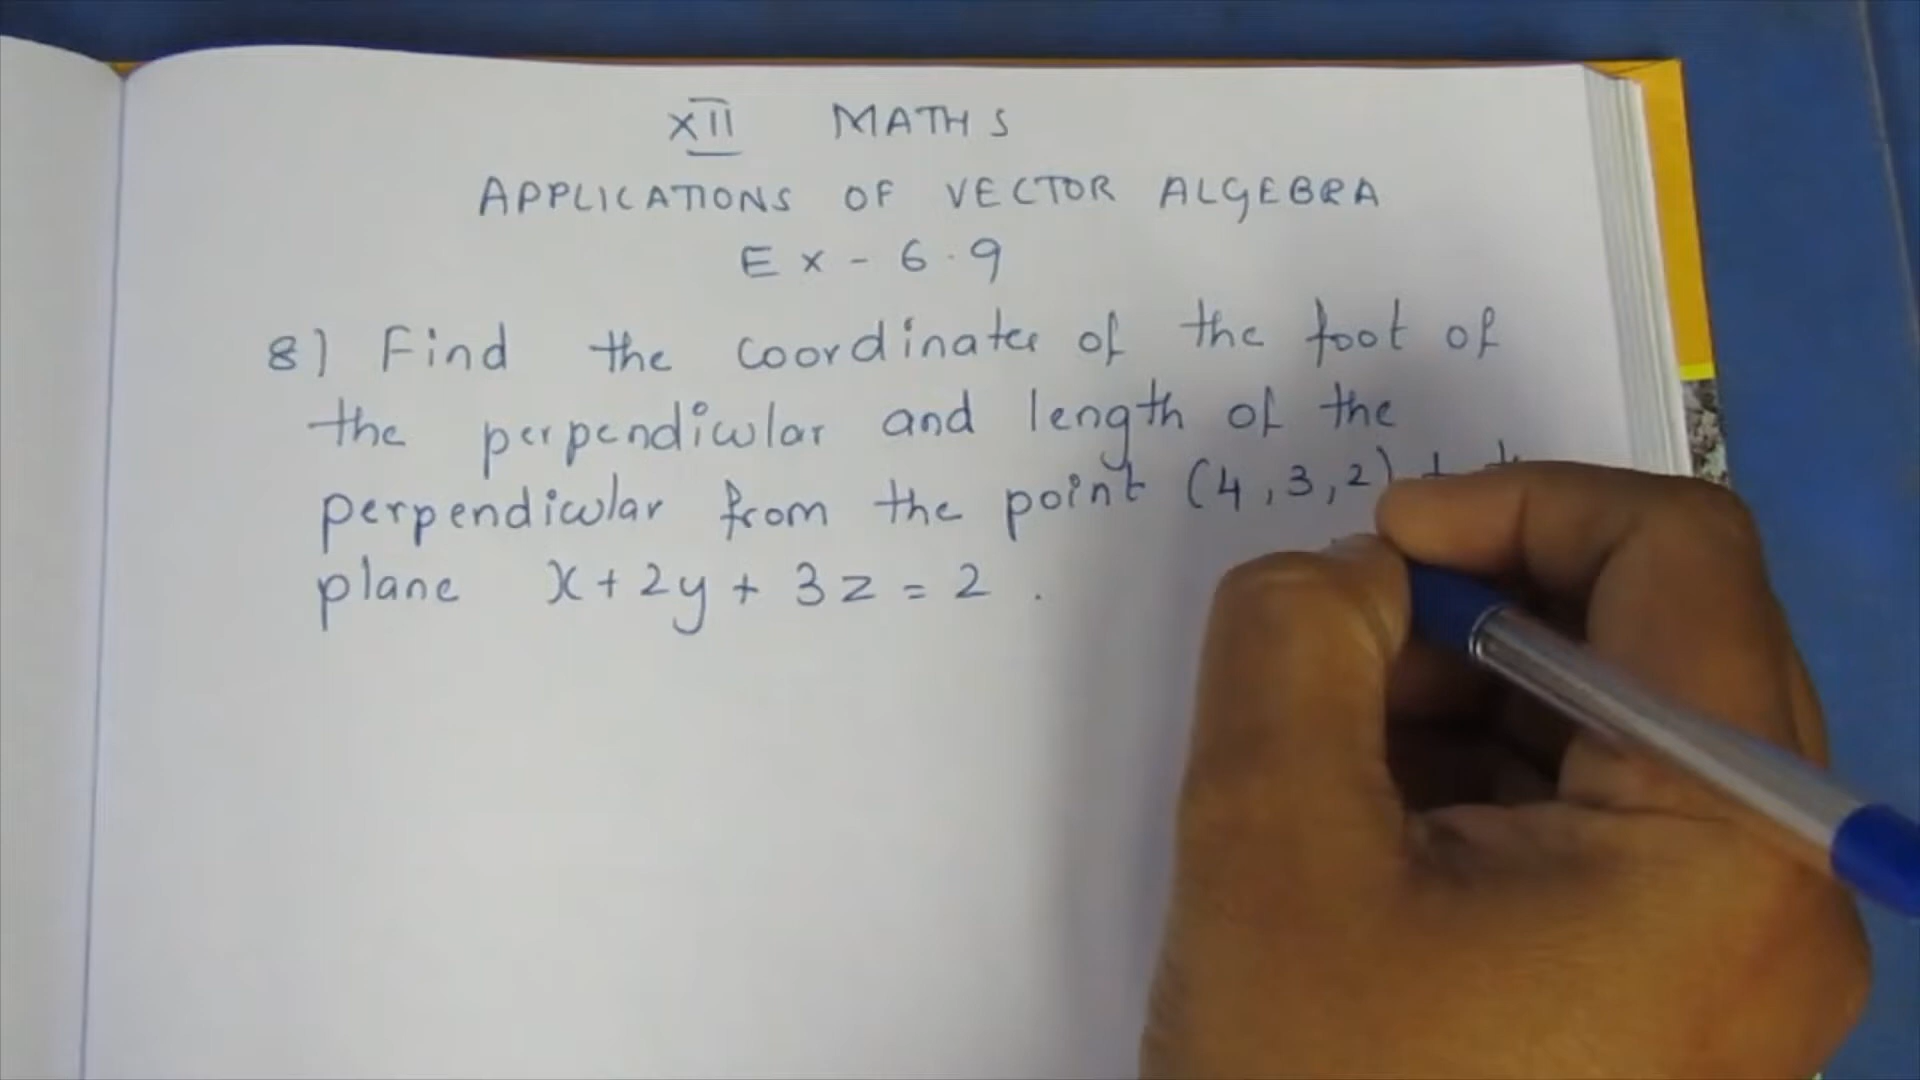 XII MATHS
APPLICATIONS OF VECTOR ALGEBRA
Ex - 6.9
8) Find the coordinates of the foot of
the perpendicular and length of the
perpendicular from the point (4,3,2)
plane x+2y+3z=2.